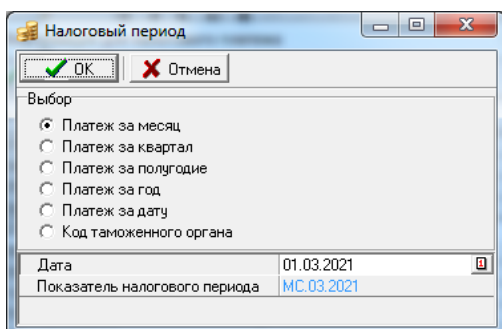 Налоговый период
OK Отмена
Выбор
Платеж за месяц
Платеж за квартал
Платеж за полугодие
Платеж за год
Платеж за дату
Код таможенного органа
Дата 01.03.2021
Показатель налогового периода МС.03.2021